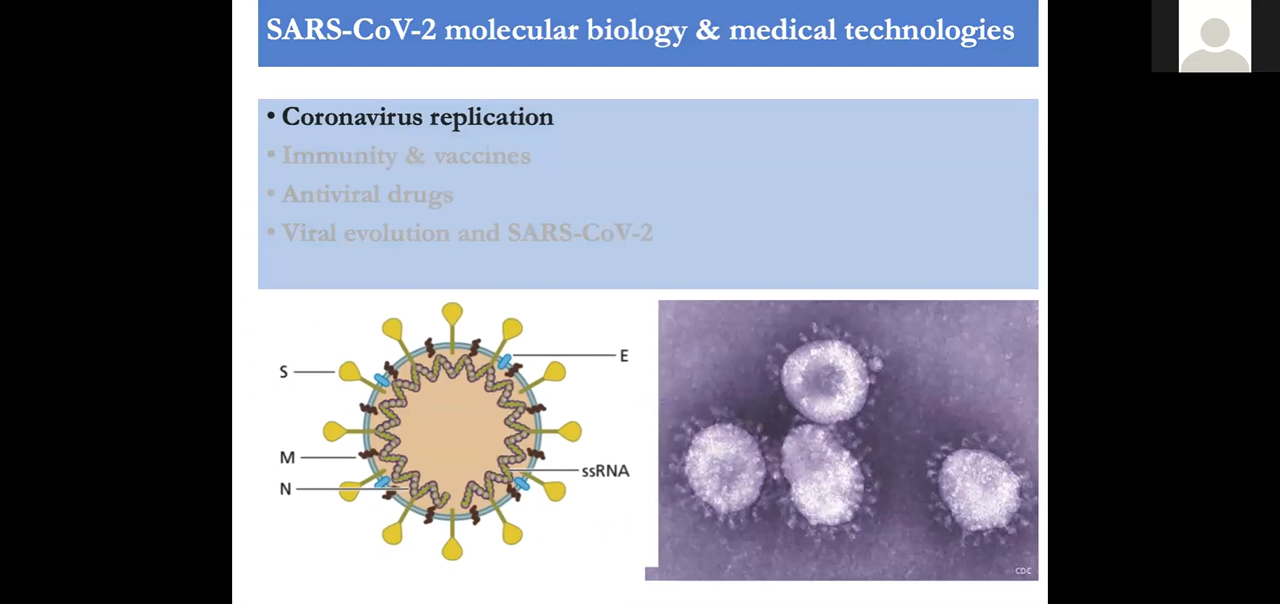 SARS-CoV-2 molecular biology & medical technologies
• Coronavirus replication
• Immunity & vaccines
• Antiviral drugs
• Viral evolution and SARS-CoV-2
S
E
M
N
ssRNA
CDC